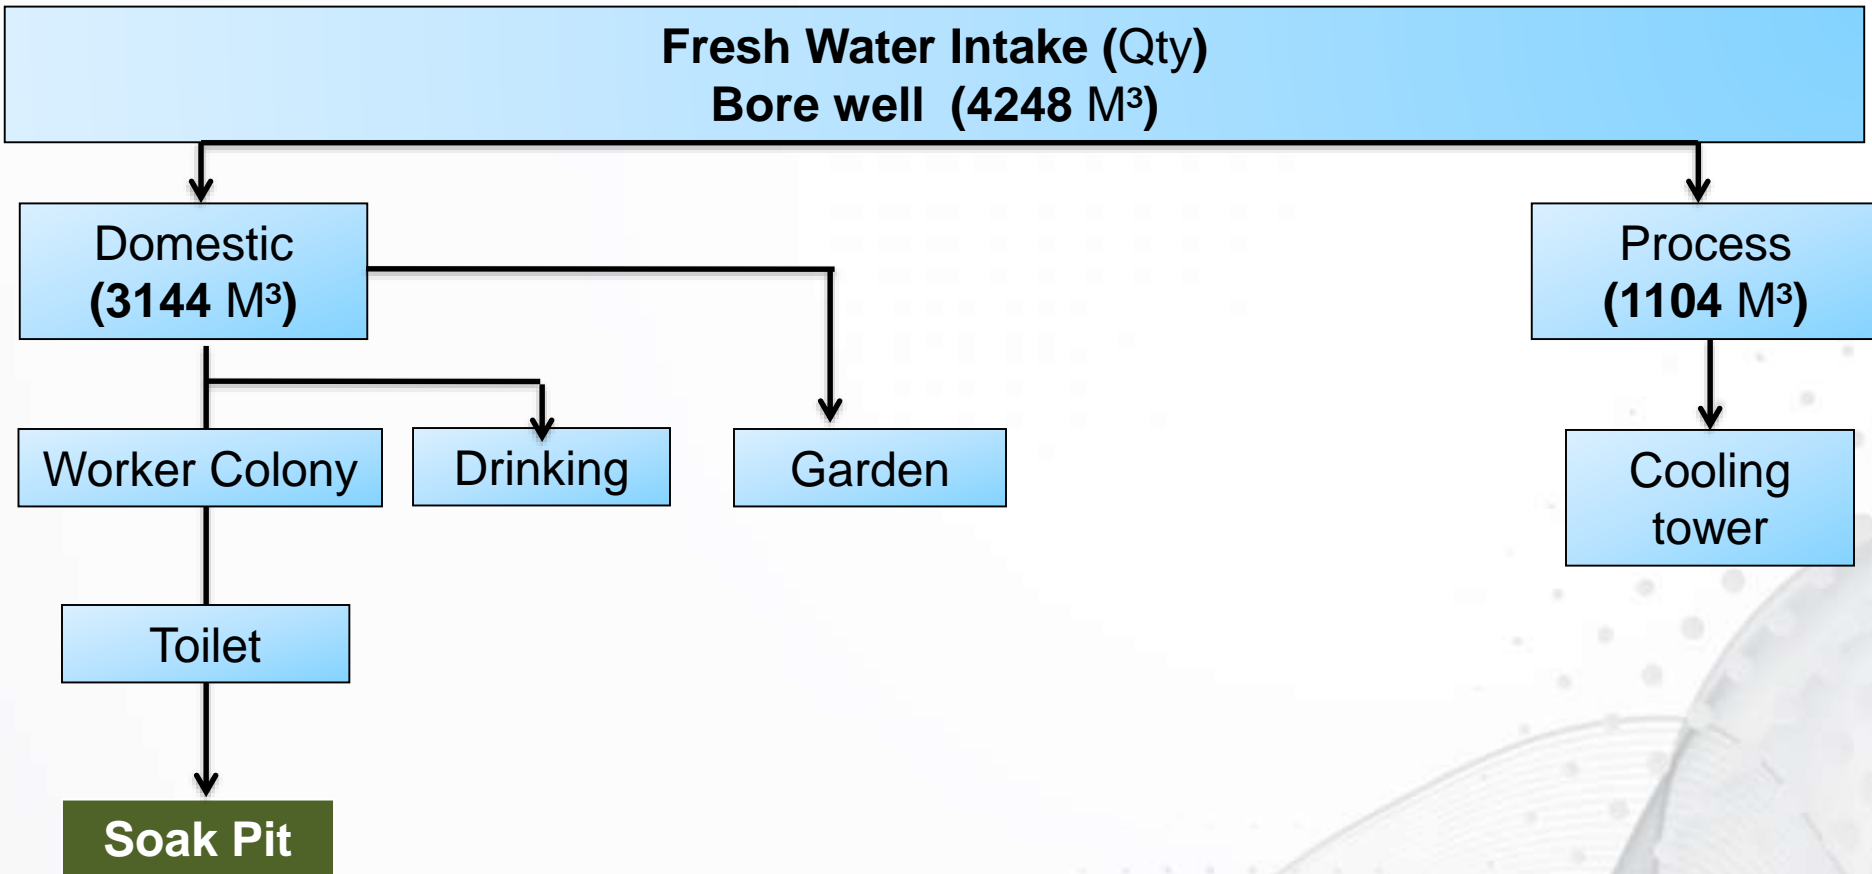 Fresh Water Intake (Qty)
Bore well (4248 M³)
Domestic
(3144 M³)
Process
(1104 M³)
Worker Colony
Drinking
Garden
Cooling
tower
Toilet
Soak Pit